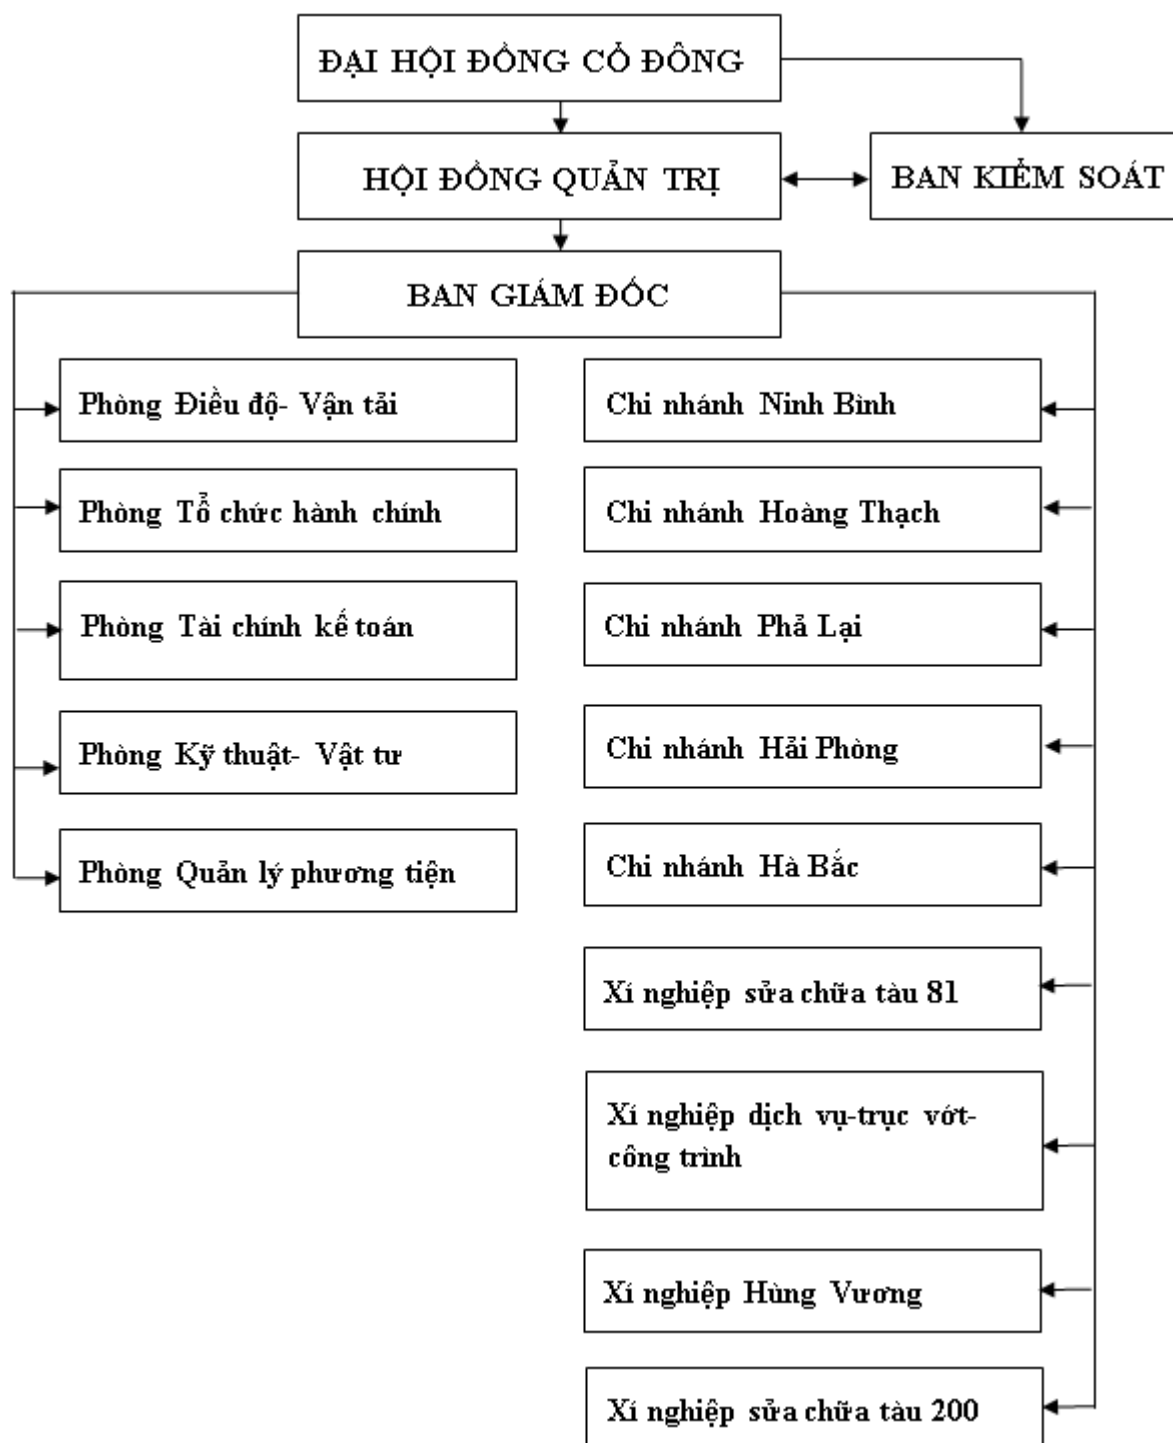 ĐẠI HỘI ĐỒNG CỔ ĐÔNG
HỘI ĐỒNG QUẢN TRỊ
BAN KIỂM SOÁT
BAN GIÁM ĐỐC
Phòng Điều độ- Vận tải
Phòng Tổ chức hành chính
Phòng Tài chính kế toán
Phòng Kỹ thuật- Vật tư
Phòng Quản lý phương tiện
Chi nhánh Ninh Bình
Chi nhánh Hoàng Thạch
Chi nhánh Phả Lại
Chi nhánh Hải Phòng
Chi nhánh Hà Bắc
Xí nghiệp sửa chữa tàu 81
Xí nghiệp dịch vụ-trục vớt-
công trình
Xí nghiệp Hùng Vương
Xí nghiệp sửa chữa tàu 200